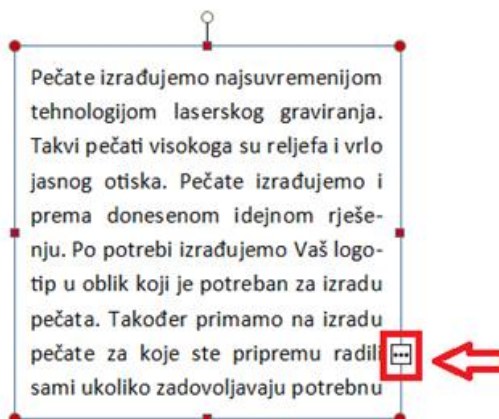 Pečate izrađujemo najsuvremenijom
tehnologijom laserskog graviranja.
Takvi pečati visokoga su reljefa i vrlo
jasnog otiska. Pečate izrađujemo i
prema donesenom idejnom rješe-
nju. Po potrebi izrađujemo Vaš logo-
tip u oblik koji je potreban za izradu
pečata. Također primamo na izradu
pečate za koje ste pripremu radili
sami ukoliko zadovoljavaju potrebnu